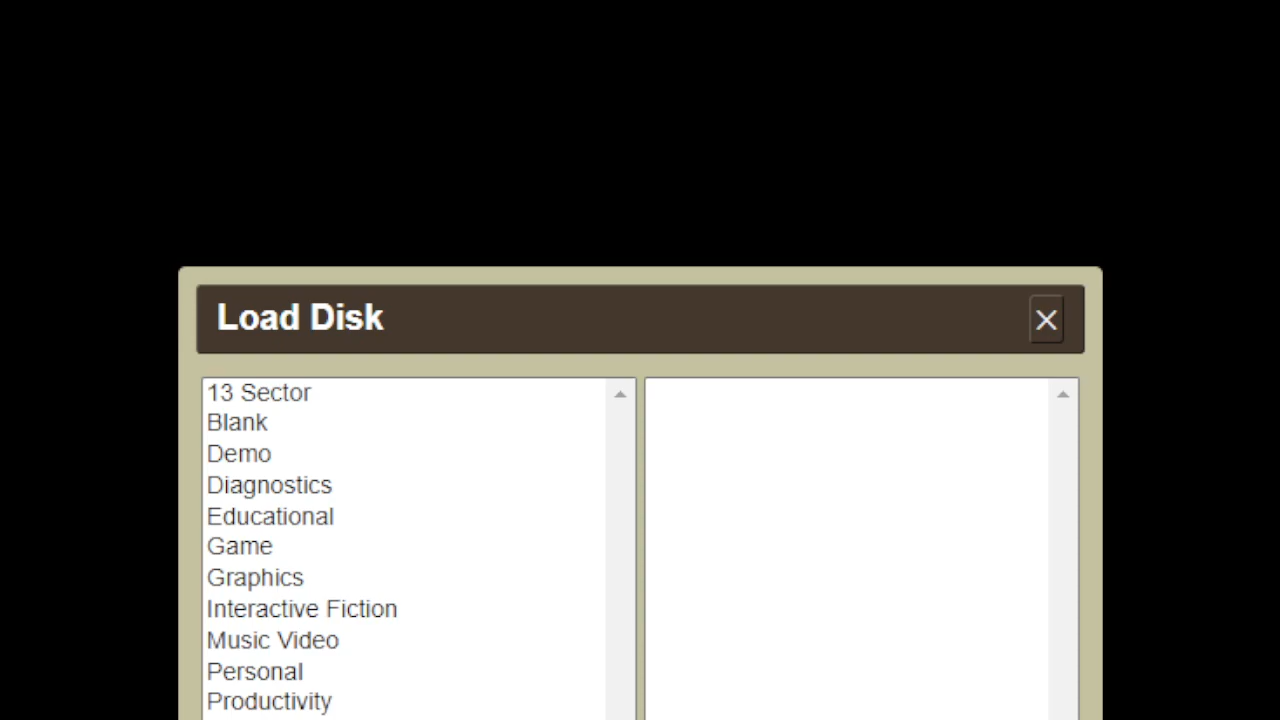 Load Disk
13 Sector
Blank
Demo
Diagnostics
Educational
Game
Graphics
Interactive Fiction
Music Video
Personal
Productivity